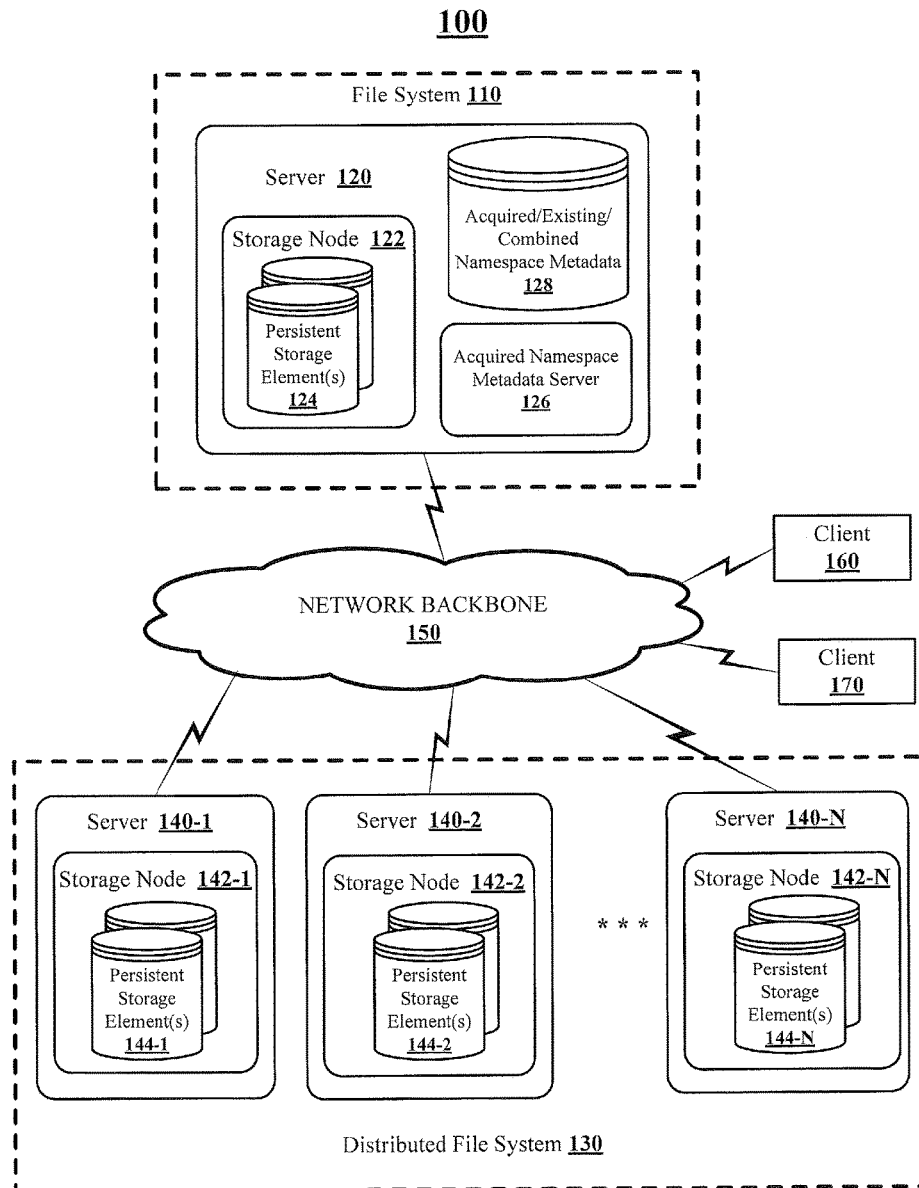 100
File System 110
Server 120
Storage Node 122
Persistent
Storage
Element(s)
124
Acquired/Existing/
Combined
Namespace Metadata
128
Acquired Namespace
Metadata Server
126
NETWORK BACKBONE
150
Client
160
Client
170
Server 140-1
Storage Node 142-1
Persistent
Storage
Element(s)
144-1
Server 140-2
Storage Node 142-2
Persistent
Storage
Element(s)
144-2
* * *
Server 140-N
Storage Node 142-N
Persistent
Storage
Element(s)
144-N
Distributed File System 130